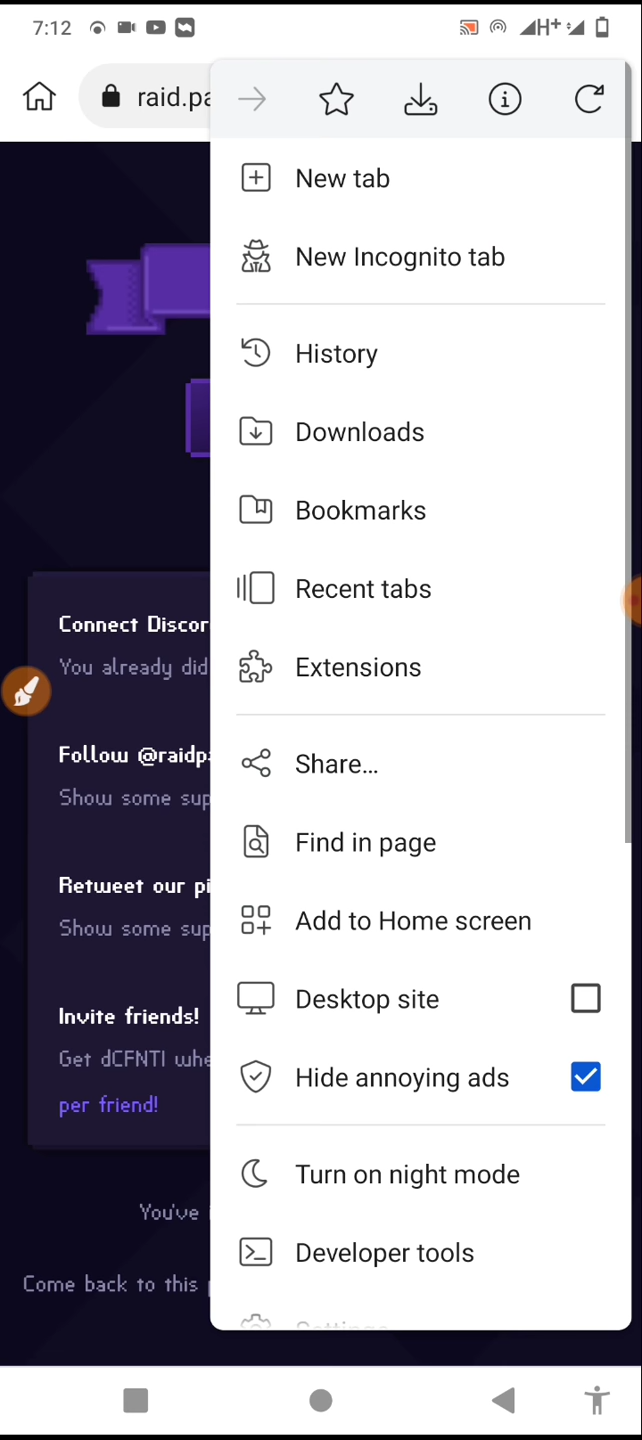 7:12
H+
raid.pa
New tab
New Incognito tab
History
Downloads
Bookmarks
Recent tabs
Connect Discor
You already did
Extensions
Follow @raidp
Show some sup
Share...
Find in page
Retweet our pi
Show some sup
Add to Home screen
Desktop site
Invite friends!
Get dCFNTI whe
per friend!
Hide annoying ads
Turn on night mode
You've
Developer tools
Come back to this
Settings